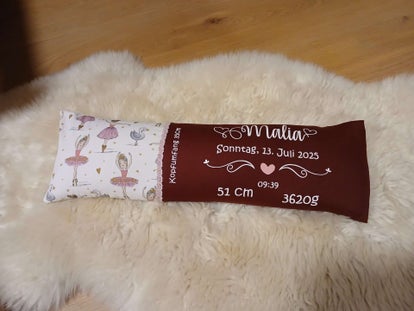 Malia
Sonntag, 13. Juli 2025
Kopfumfang 35cm
09:39
51 Cm
3620g